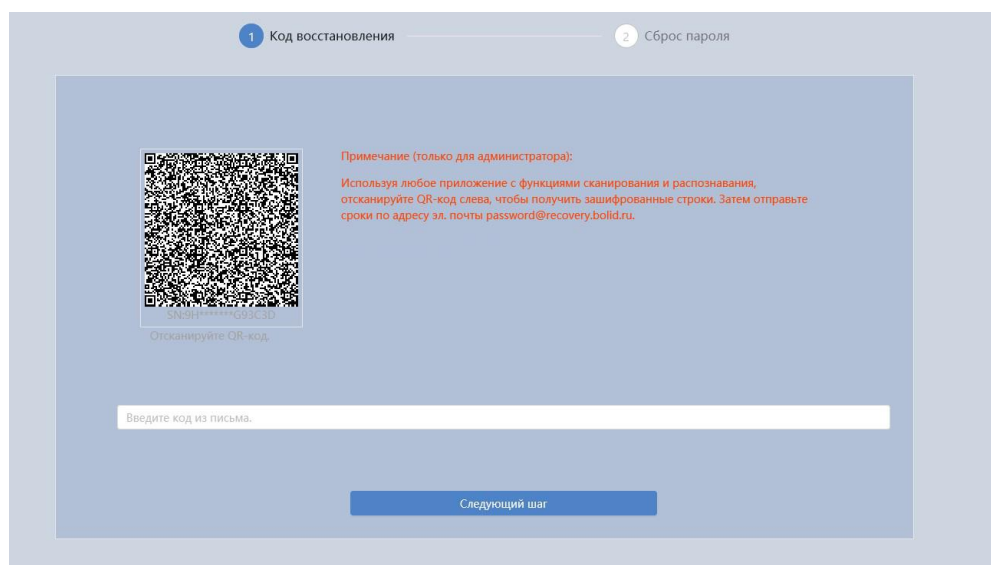 1 Код восстановления
2 Сброс пароля
Примечание (только для администратора):
Используя любое приложение с функциями сканирования и распознавания,
отсканируйте QR-код слева, чтобы получить зашифрованные строки. Затем отправьте
сроки по адресу эл. почты password@recovery.bolid.ru.
SN:9H*******G93C3D
Отсканируйте QR-код.
Введите код из письма.
Следующий шаг